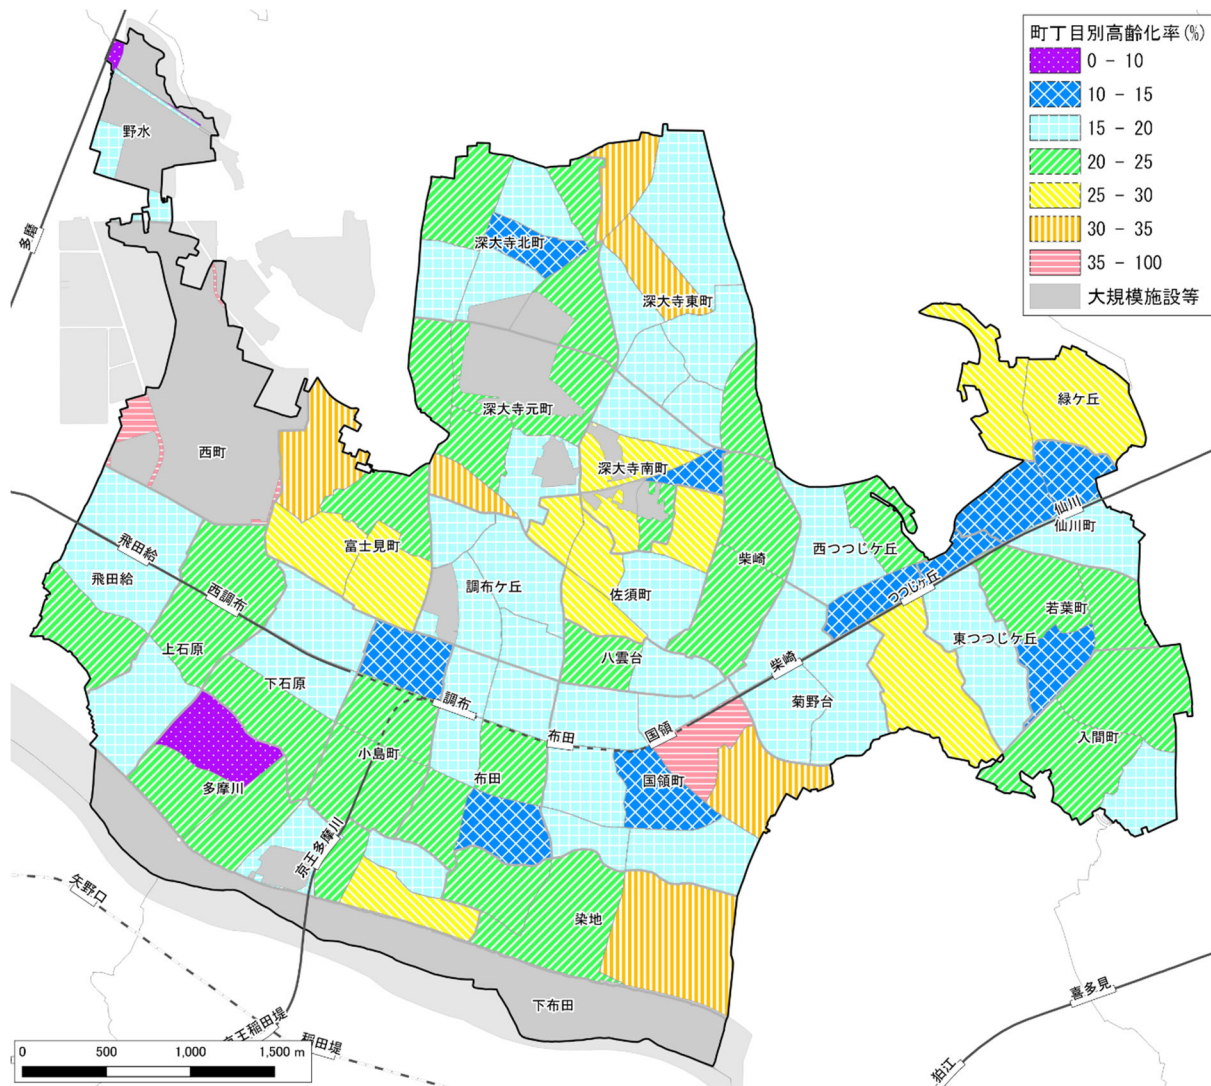 町丁目別高齢化率(%)
0 - 10
10 - 15
15 - 20
20 - 25
25 - 30
30 - 35
35 - 100
大規模施設等
野水
多磨
深大寺北町
深大寺東町
深大寺元町
深大寺南町
緑ケ丘
西町
仙川
仙川町
飛田給
飛田給
富士見町
西調布
調布ケ丘
佐須町
柴崎
西つつじケ丘
つつじヶ丘
東つつじケ丘
若葉町
上石原
下石原
八雲台
柴崎
菊野台
入間町
調布
布田
国領
小島町
布田
国領町
多摩川
京王多摩川
矢野口
染地
下布田
京王稲田堤
稲田堤
喜多見
狛江
0 500 1,000 1,500 m